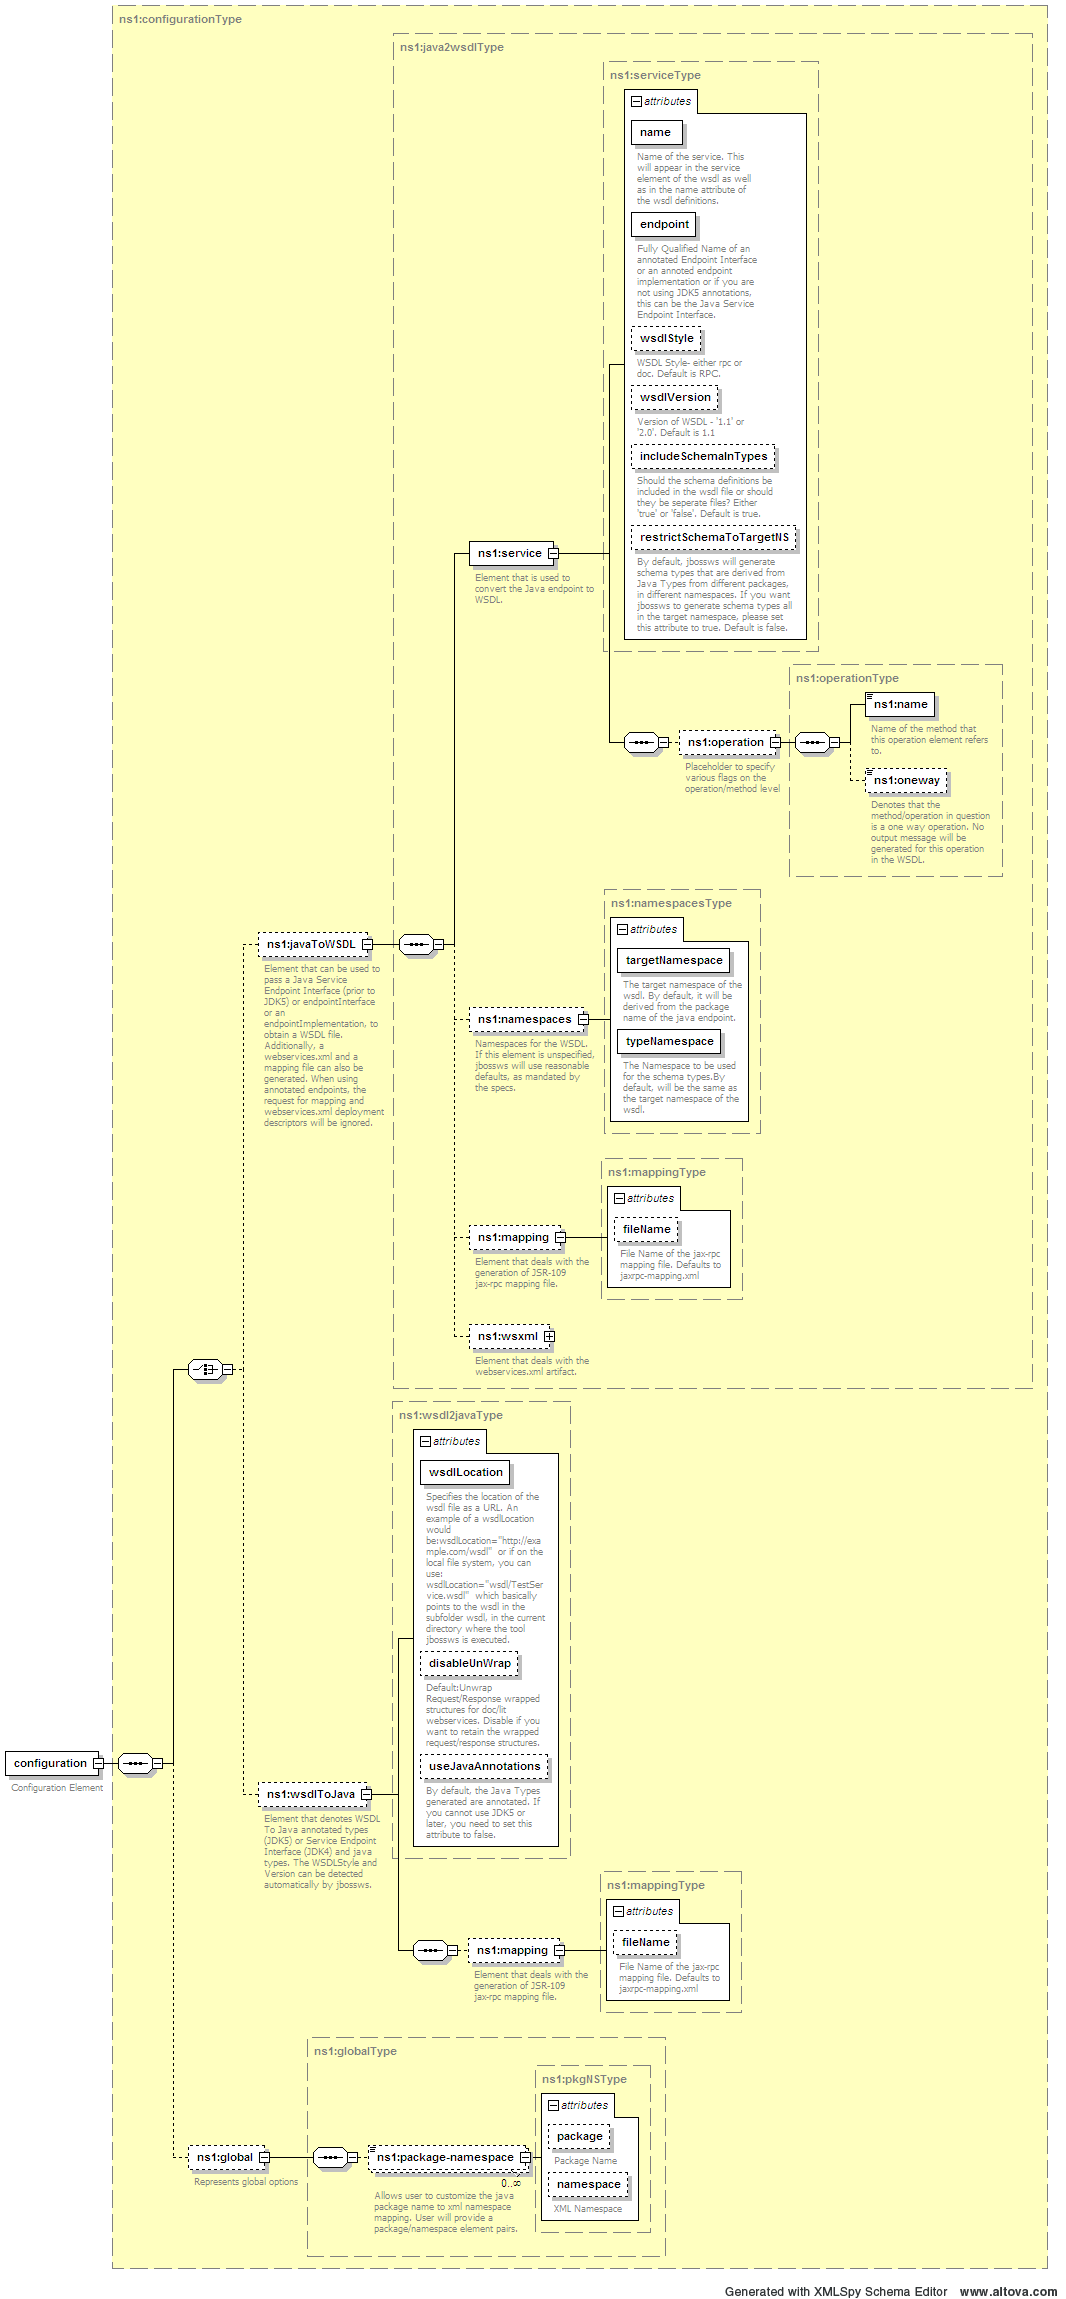 ns1:configurationType
ns1:java2wsdlType
ns1:serviceType
attributes
name
Name of the service. This
will appear in the service
element of the wsdl as well
as in the name attribute of
the wsdl definitions.
endpoint
Fully Qualified Name of an
annotated Endpoint Interface
or an annoted endpoint
implementation or if you are
not using JDK5 annotations,
this can be the Java Service
Endpoint Interface.
wsdlStyle
WSDL Style- either rpc or
doc. Default is RPC.
wsdlVersion
Version of WSDL - '1.1' or
'2.0'. Default is 1.1
includeSchemaInTypes
Should the schema definitions be
included in the wsdl file or should
they be seperate files? Either
'true' or 'false'. Default is true.
restrictSchemaToTargetNS
By default, jbossws will generate
schema types that are derived from
Java Types from different packages,
in different namespaces. If you want
jbossws to generate schema types all
in the target namespace, please set
this attribute to true. Default is false.
ns1:service
Element that is used to
convert the Java endpoint to
WSDL.
ns1:operationType
ns1:name
Name of the method that
this operation element refers
to.
ns1:operation
Placeholder to specify
various flags on the
operation/method level
ns1:oneway
Denotes that the
method/operation in question
is a one way operation. No
output message will be
generated for this operation
in the WSDL.
ns1:namespacesType
attributes
targetNamespace
The target namespace of the
wsdl. By default, it will be
derived from the package
name of the java endpoint.
typeNamespace
The Namespace to be used
for the schema types.By
default, will be the same as
the target namespace of the
wsdl.
ns1:javaToWSDL
Element that can be used to
pass a Java Service
Endpoint Interface (prior to
JDK5) or endpointInterface
or an
endpointImplementation, to
obtain a WSDL file.
Additionally, a
webservices.xml and a
mapping file can also be
generated. When using
annotated endpoints, the
request for mapping and
webservices.xml deployment
descriptors will be ignored.
ns1:namespaces
Namespaces for the WSDL.
If this element is unspecified,
jbossws will use reasonable
defaults, as mandated by
the specs.
ns1:mappingType
attributes
fileName
File Name of the jax-rpc
mapping file. Defaults to
jaxrpc-mapping.xml
ns1:mapping
Element that deals with the
generation of JSR-109
jax-rpc mapping file.
ns1:wsxml
Element that deals with the
webservices.xml artifact.
ns1:wsdl2javaType
attributes
wsdlLocation
Specifies the location of the
wsdl file as a URL. An
example of a wsdlLocation
would
be:wsdlLocation="http://exa
mple.com/wsdl"  or if on the
local file system, you can
use:
wsdlLocation="wsdl/TestSer
vice.wsdl"  which basically
points to the wsdl in the
subfolder wsdl, in the current
directory where the tool
jbossws is executed.
disableUnWrap
Default:Unwrap
Request/Response wrapped
structures for doc/lit
webservices. Disable if you
want to retain the wrapped
request/response structures.
useJavaAnnotations
By default, the Java Types
generated are annotated. If
you cannot use JDK5 or
later, you need to set this
attribute to false.
configuration
Configuration Element
ns1:wsdlToJava
Element that denotes WSDL
To Java annotated types
(JDK5) or Service Endpoint
Interface (JDK4) and java
types. The WSDLStyle and
Version can be detected
automatically by jbossws.
ns1:mappingType
attributes
fileName
File Name of the jax-rpc
mapping file. Defaults to
jaxrpc-mapping.xml
ns1:mapping
Element that deals with the
generation of JSR-109
jax-rpc mapping file.
ns1:globalType
ns1:pkgNSType
attributes
package
Package Name
namespace
XML Namespace
ns1:global
Represents global options
ns1:package-namespace
0..∞
Allows user to customize the java
package name to xml namespace
mapping. User will provide a
package/namespace element pairs.
Generated with XMLSpy Schema Editor www.altova.com